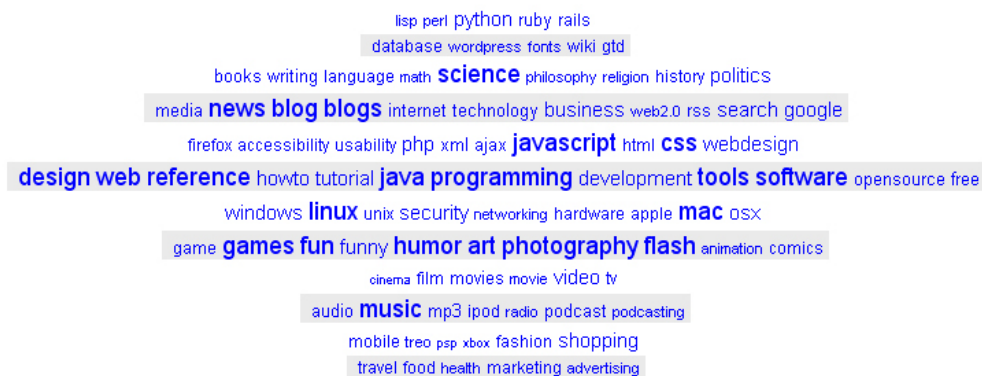 lisp perl python ruby rails
database wordpress fonts wiki gtd
books writing language math science philosophy religion history politics
media news blog blogs internet technology business web2.0 rss search google
firefox accessibility usability php xml ajax javascript html css webdesign
design web reference howto tutorial java programming development tools software opensource free
windows linux unix security networking hardware apple mac osx
game games fun funny humor art photography flash animation comics
cinema film movies movie video tv
audio music mp3 ipod radio podcast podcasting
mobile treo psp xbox fashion shopping
travel food health marketing advertising